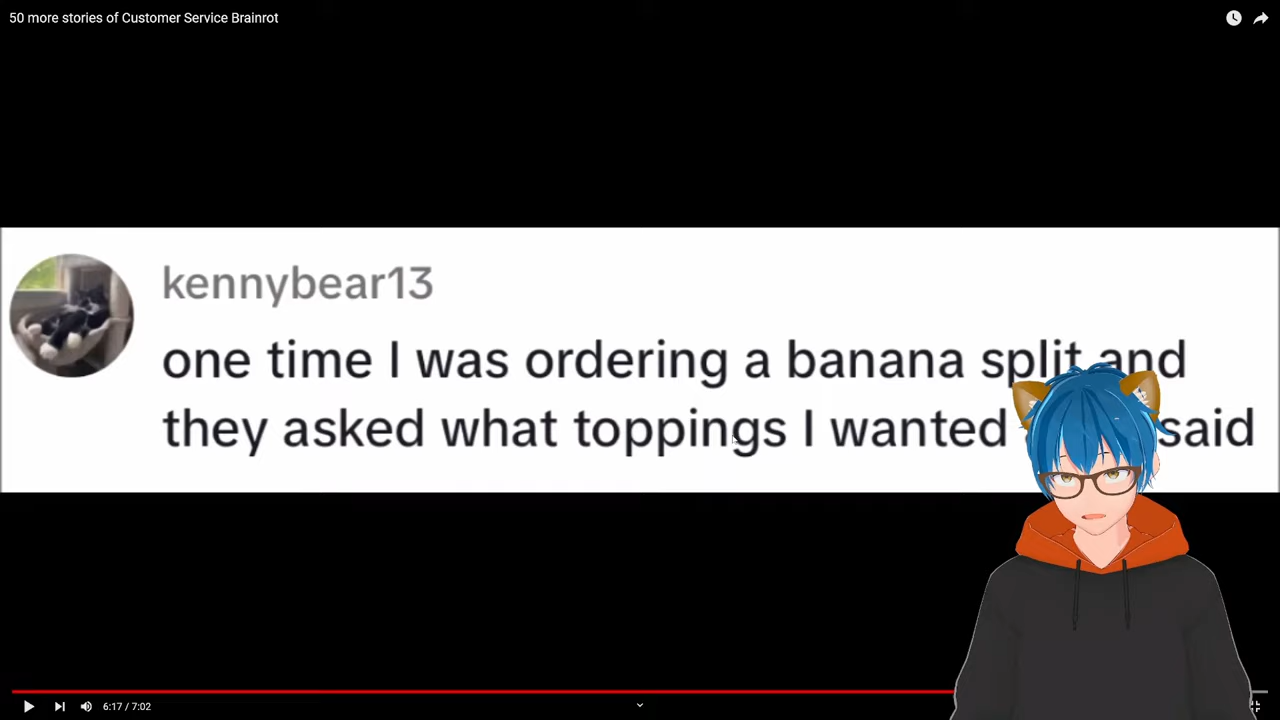 50 more stories of Customer Service Brainrot
kennybear13
one time I was ordering a banana split and
they asked what toppings I wanted said
6:17 / 7:02